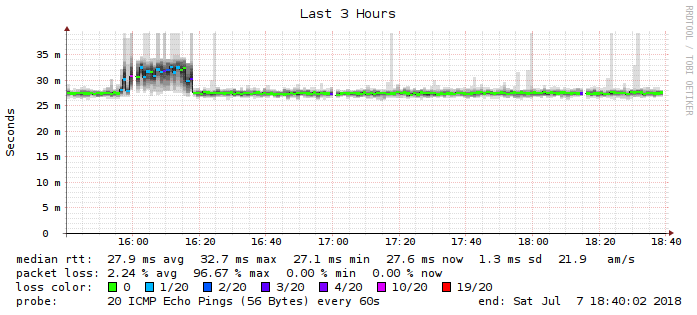 Last 3 Hours
RRDTOOL / TOBI OETIKER
Seconds
35 m
30 m
25 m
20 m
15 m
10 m
5 m
0
16:00 16:20 16:40 17:00 17:20 17:40 18:00 18:20 18:40
median rtt: 27.9 ms avg 32.7 ms max 27.1 ms min 27.6 ms now 1.3 ms sd 21.9 am/s
packet loss: 2.24 % avg 96.67 % max 0.00 % min 0.00 % now
loss color: 0 1/20 2/20 3/20 4/20 10/20 19/20
probe: 20 ICMP Echo Pings (56 Bytes) every 60s end: Sat Jul 7 18:40:02 2018